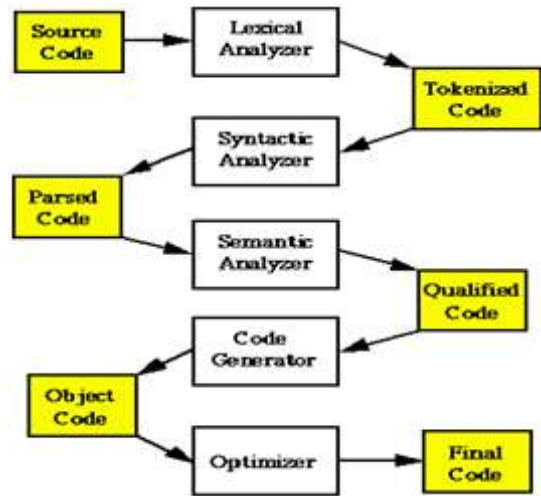 Source
Code
Lexical
Analyzer
Tokenized
Code
Syntactic
Analyzer
Parsed
Code
Semantic
Analyzer
Qualified
Code
Code
Generator
Object
Code
Optimizer
Final
Code